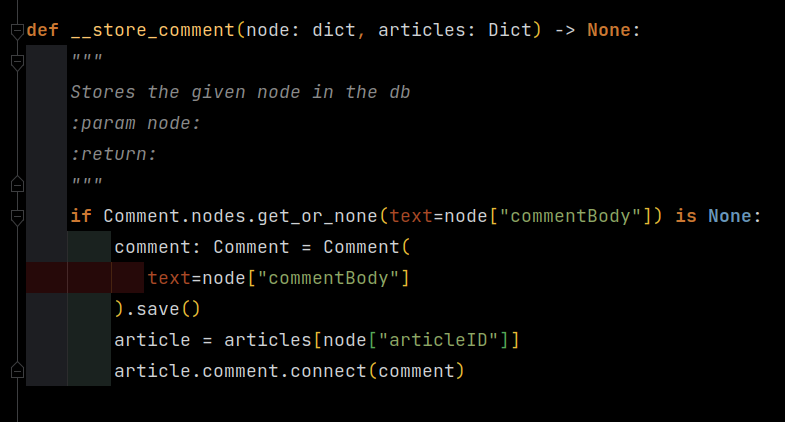 def __store_comment(node: dict, articles: Dict) -> None:
    """
    Stores the given node in the db
    :param node:
    :return:
    """
    if Comment.nodes.get_or_none(text=node["commentBody"]) is None:
        comment: Comment = Comment(
           text=node["commentBody"]
        ).save()
        article = articles[node["articleID"]]
        article.comment.connect(comment)